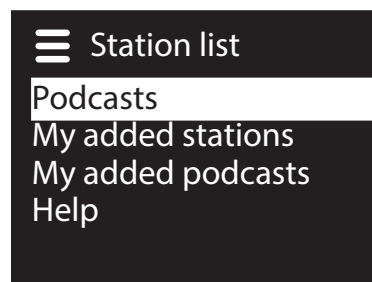 Station list
Podcasts
My added stations
My added podcasts
Help